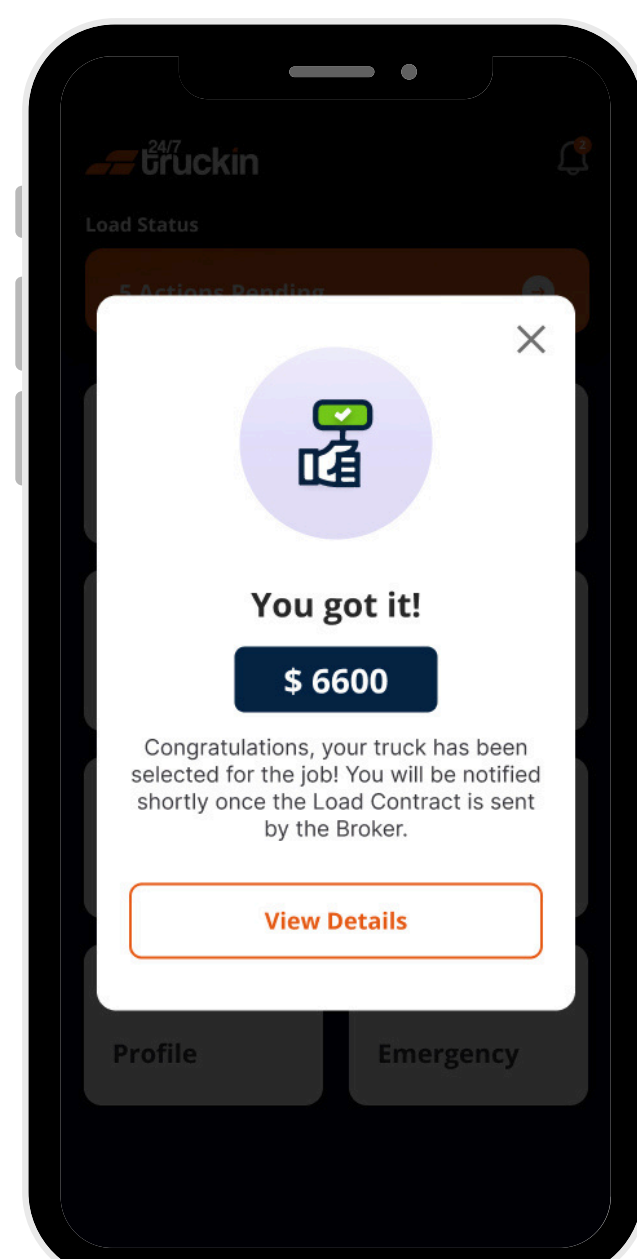 24/7
truckin
2
Load Status
5 Actions Pending
You got it!
$ 6600
Congratulations, your truck has been
selected for the job! You will be notified
shortly once the Load Contract is sent
by the Broker.
View Details
Profile
Emergency